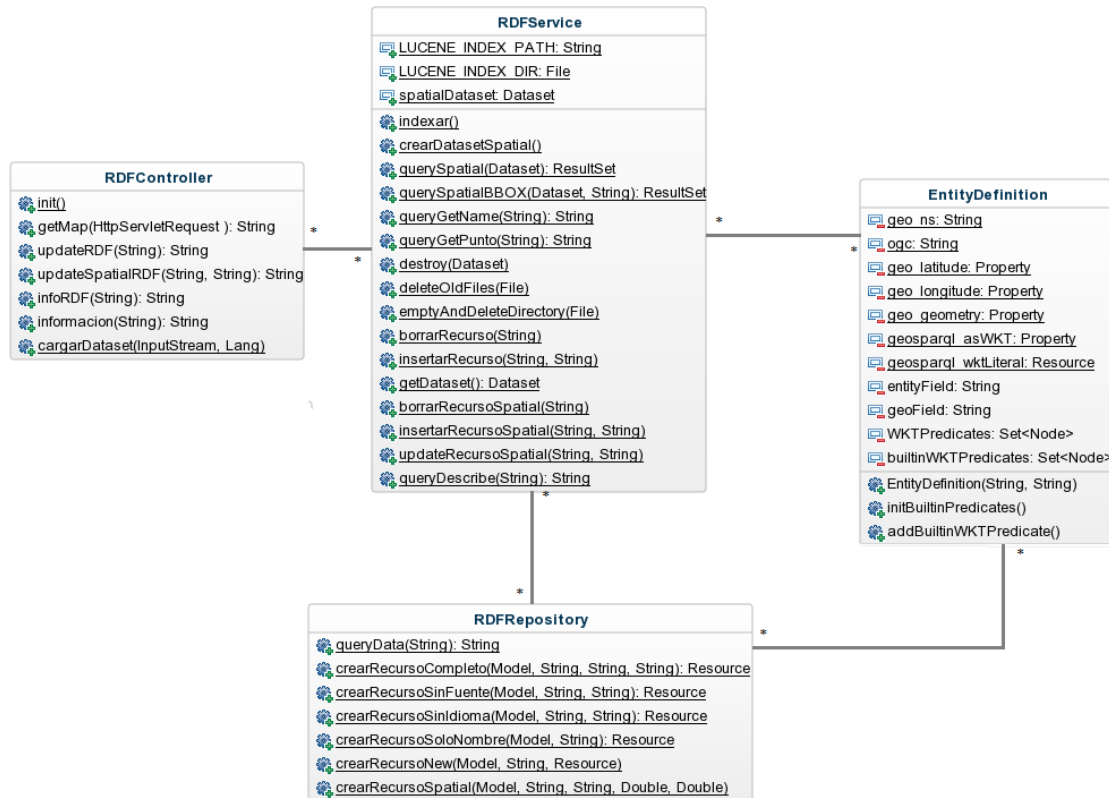 RDFService
LUCENE_INDEX_PATH: String
LUCENE_INDEX_DIR: File
spatialDataset: Dataset
indexar()
crearDatasetSpatial()
querySpatial(Dataset): ResultSet
querySpatialBBOX(Dataset, String): ResultSet
queryGetName(String): String
queryGetPunto(String): String
destroy(Dataset)
deleteOldFiles(File)
emptyAndDeleteDirectory(File)
borrarRecurso(String)
insertarRecurso(String, String)
getDataset(): Dataset
borrarRecursoSpatial(String)
insertarRecursoSpatial(String, String)
updateRecursoSpatial(String, String)
queryDescribe(String): String
RDFController
init()
getMap(HttpServletRequest ): String
updateRDF(String): String
updateSpatialRDF(String, String): String
infoRDF(String): String
informacion(String): String
cargarDataset(InputStream, Lang)
*
*
*
*
EntityDefinition
geo_ns: String
ogc: String
geo_latitude: Property
geo_longitude: Property
geo_geometry: Property
geosparql_asWKT: Property
geosparql_wktLiteral: Resource
entityField: String
geoField: String
WKTPredicates: Set<Node>
builtinWKTPredicates: Set<Node>
EntityDefinition(String, String)
initBuiltinPredicates()
addBuiltinWKTPredicate()
*
*
*
*
RDFRepository
queryData(String): String
crearRecursoCompleto(Model, String, String, String): Resource
crearRecursoSinFuente(Model, String, String): Resource
crearRecursoSinIdioma(Model, String, String): Resource
crearRecursoSoloNombre(Model, String): Resource
crearRecursoNew(Model, String, Resource)
crearRecursoSpatial(Model, String, String, Double, Double)